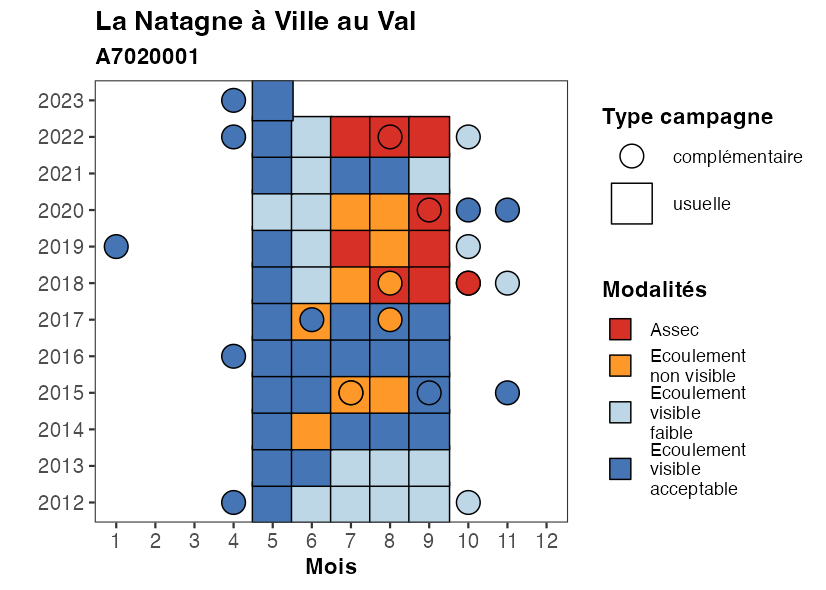 La Natagne à Ville au Val
A7020001
2023
2022
2021
2020
2019
2018
2017
2016
2015
2014
2013
2012
1 2 3 4 5 6 7 8 9 10 11 12
Mois
Type campagne
complémentaire
usuelle
Modalités
Assec
Ecoulement
non visible
Ecoulement
visible
faible
Ecoulement
visible
acceptable